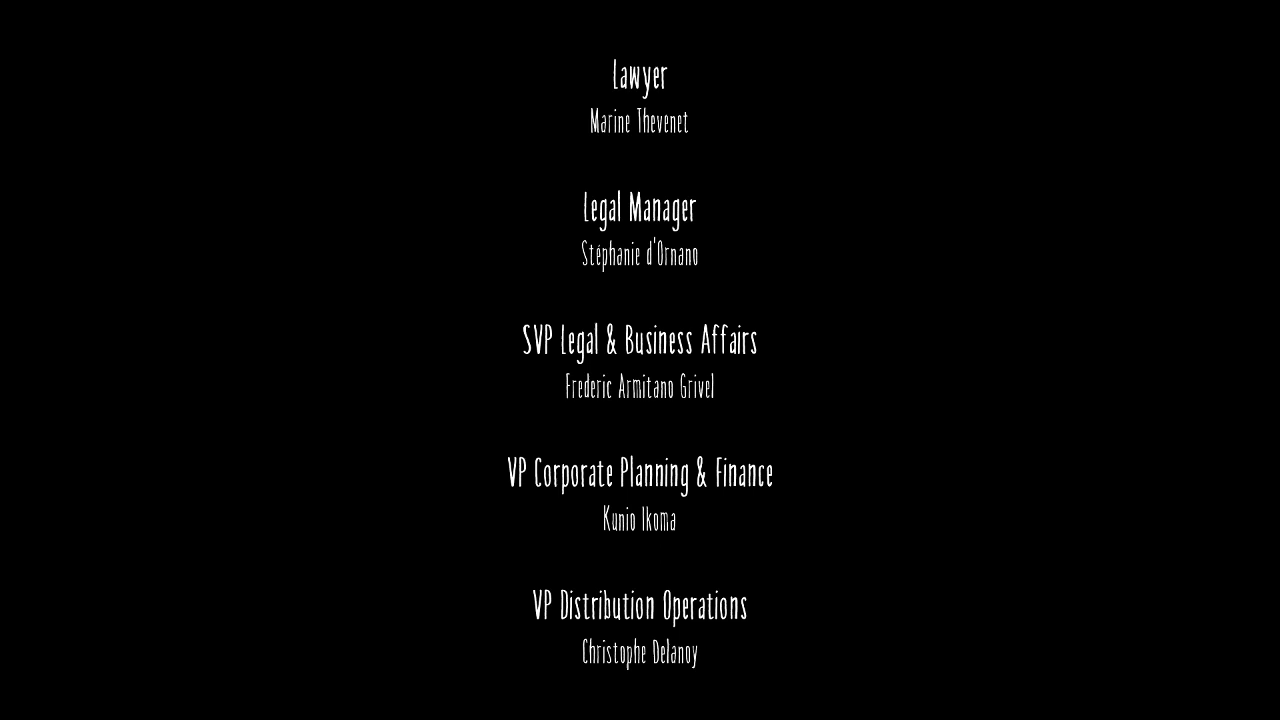 Lawyer
Marine Thevenet
Legal Manager
Stéphanie d'Ornano
SVP Legal & Business Affairs
Frederic Armitano Grivel
VP Corporate Planning & Finance
Kunio Ikoma
VP Distribution Operations
Christophe Delanoy